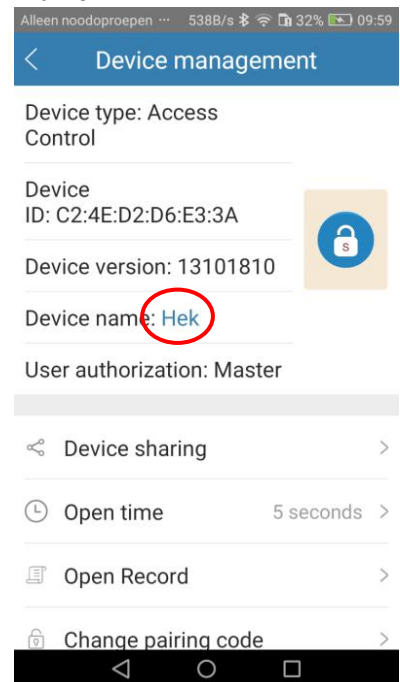 Alleen noodoproepen ··· 538B/s 32% 09:59
Device management
Device type: Access
Control
Device
ID: C2:4E:D2:D6:E3:3A
S
Device version: 13101810
Device name: Hek
User authorization: Master
Device sharing
Open time 5 seconds
Open Record
Change pairing code